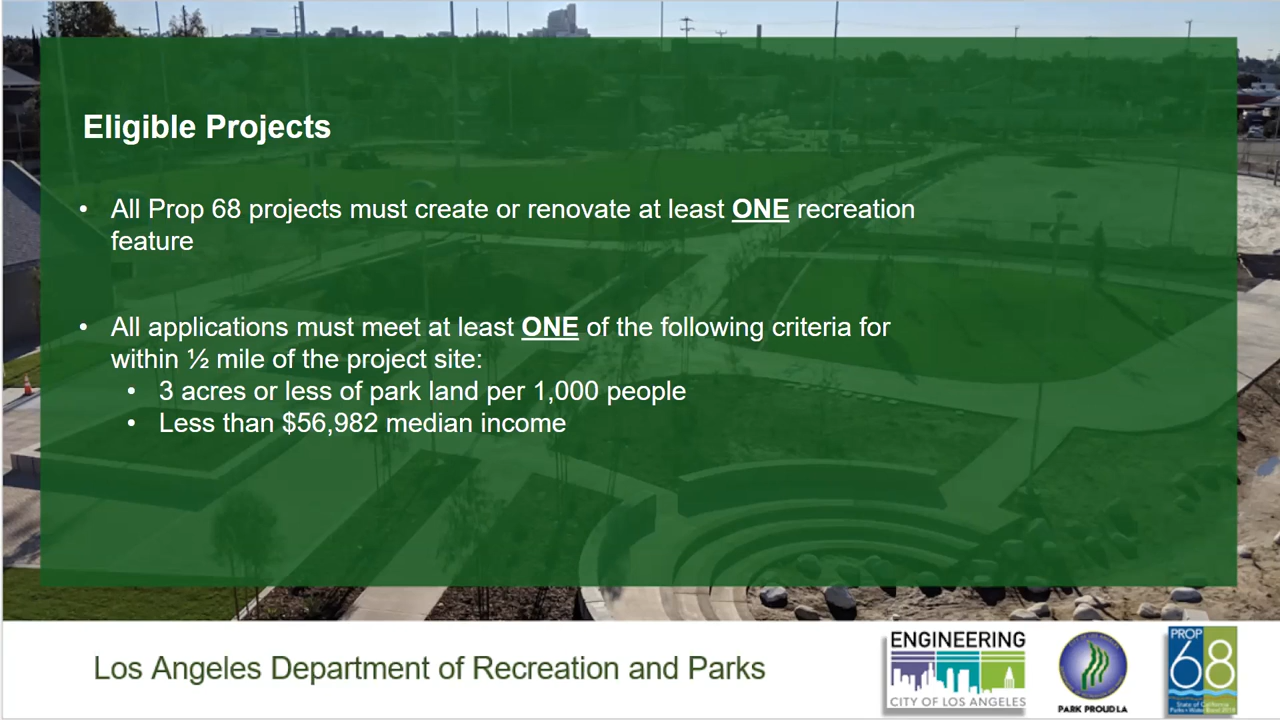 Eligible Projects
• All Prop 68 projects must create or renovate at least ONE recreation
feature
• All applications must meet at least ONE of the following criteria for
within ½ mile of the project site:
• 3 acres or less of park land per 1,000 people
• Less than $56,982 median income
Los Angeles Department of Recreation and Parks
ENGINEERING
CITY OF LOS ANGELES
PARK PROUD LA
PROP
68
State of California